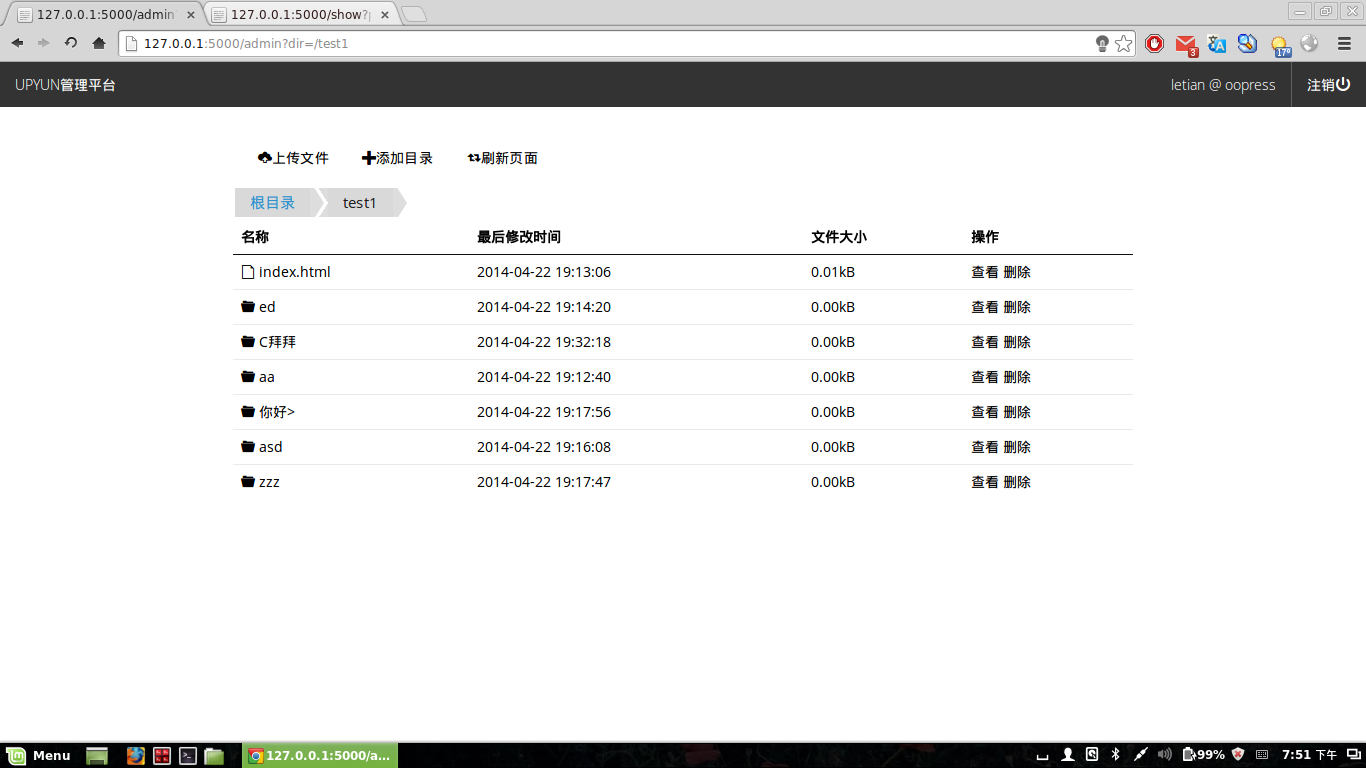 127.0.0.1:5000/admin
127.0.0.1:5000/show?
127.0.0.1:5000/admin?dir=/test1
3
17°
UPYUN管理平台
letian @ oopress
注销
上传文件 添加目录 刷新页面
根目录 test1
名称 最后修改时间 文件大小 操作
index.html 2014-04-22 19:13:06 0.01kB 查看 删除
ed 2014-04-22 19:14:20 0.00kB 查看 删除
C拜拜 2014-04-22 19:32:18 0.00kB 查看 删除
aa 2014-04-22 19:12:40 0.00kB 查看 删除
你好> 2014-04-22 19:17:56 0.00kB 查看 删除
asd 2014-04-22 19:16:08 0.00kB 查看 删除
zzz 2014-04-22 19:17:47 0.00kB 查看 删除
Menu 127.0.0.1:5000/a... 99% 7:51 下午